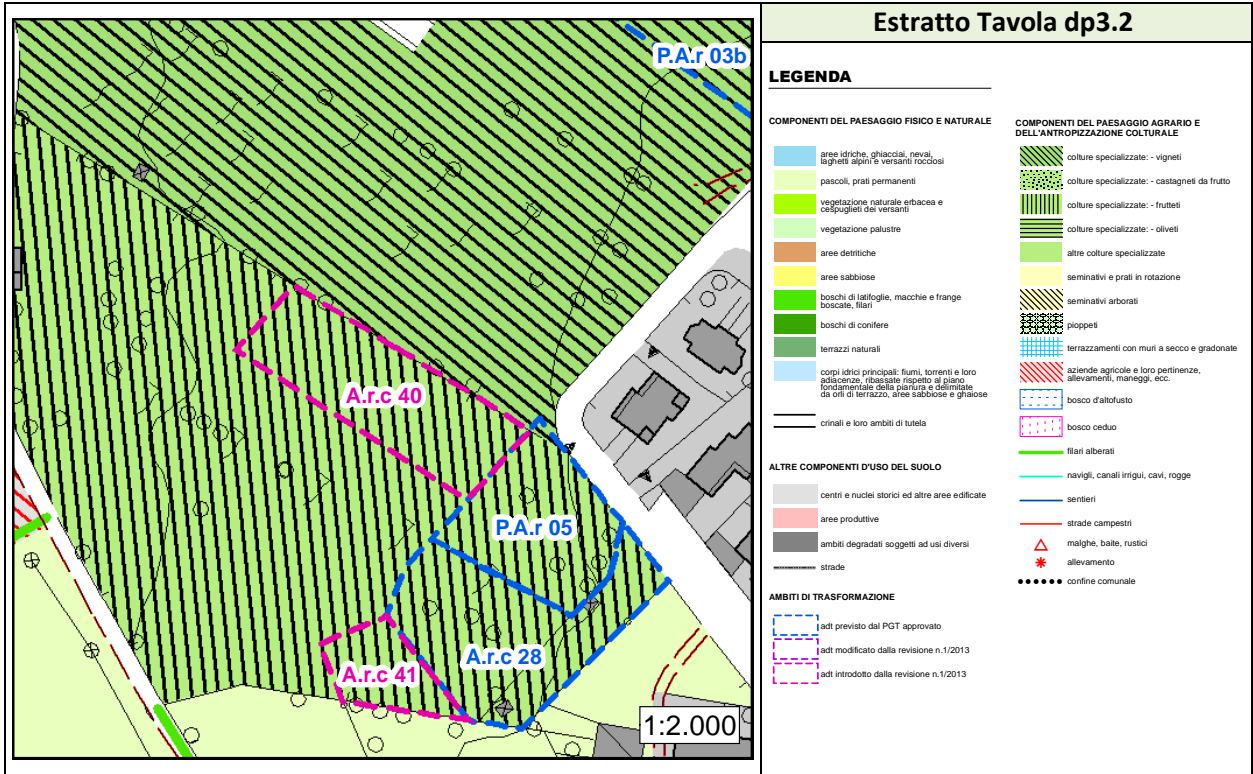 Estratto Tavola dp3.2
P.A.r 03b
A.r.c 40
P.A.r 05
A.r.c 28
A.r.c 41
1:2.000
LEGENDA
COMPONENTI DEL PAESAGGIO FISICO E NATURALE
aree idriche, ghiacciai, nevai,
laghetti alpini e versanti rocciosi
pascoli, prati permanenti
vegetazione naturale erbacea e
cespuglieti dei versanti
vegetazione palustre
aree detritiche
aree sabbiose
boschi di latifoglie, macchie e frange
boscate, filari
boschi di conifere
terrazzi naturali
corpi idrici principali: fiumi, torrenti e loro
adiacenze, ribassate rispetto al piano
fondamentale della pianura e delimitate
da orli di terrazzo, aree sabbiose e ghaiose
crinali e loro ambiti di tutela
ALTRE COMPONENTI D'USO DEL SUOLO
centri e nuclei storici ed altre aree edificate
aree produttive
ambiti degradati soggetti ad usi diversi
strade
AMBITI DI TRASFORMAZIONE
adt previsto dal PGT approvato
adt modificato dalla revisione n.1/2013
adt introdotto dalla revisione n.1/2013
COMPONENTI DEL PAESAGGIO AGRARIO E
DELL'ANTROPIZZAZIONE COLTURALE
colture specializzate: - vigneti
colture specializzate: - castagneti da frutto
colture specializzate: - frutteti
colture specializzate: - oliveti
altre colture specializzate
seminativi e prati in rotazione
seminativi arborati
pioppeti
terrazzamenti con muri a secco e gradonate
aziende agricole e loro pertinenze,
allevamenti, maneggi, ecc.
bosco d'altofusto
bosco ceduo
filari alberati
navigli, canali irrigui, cavi, rogge
sentieri
strade campestri
malghe, baite, rustici
allevamento
confine comunale